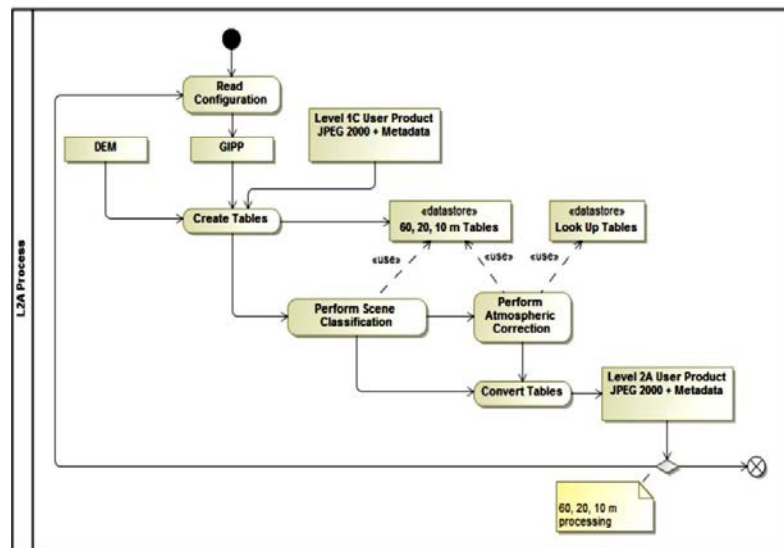 L2A Process
Read
Configuration
Level 1C User Product
JPEG 2000 + Metadata
DEM
GIPP
Create Tables
«datastore»
60, 20, 10 m Tables
«datastore»
Look Up Tables
«use»
«use»
«use»
Perform Scene
Classification
Perform
Atmospheric
Correction
Convert Tables
Level 2A User Product
JPEG 2000 + Metadata
60, 20, 10 m
processing